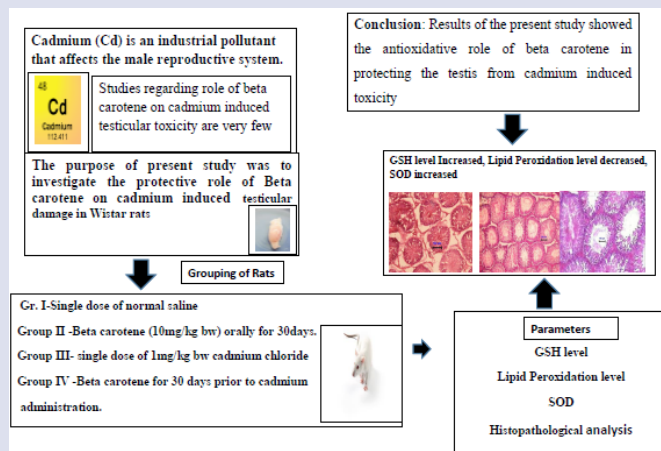 Cadmium (Cd) is an industrial pollutant
that affects the male reproductive system.
48
Cd
Cadmium
112.411
Studies regarding role of beta
carotene on cadmium induced
testicular toxicity are very few
The purpose of present study was to
investigate the protective role of Beta
carotene on cadmium induced testicular
damage in Wistar rats
Grouping of Rats
Gr. I-Single dose of normal saline
Group II -Beta carotene (10mg/kg bw) orally for 30days.
Group III- single dose of 1mg/kg bw cadmium chloride
Group IV -Beta carotene for 30 days prior to cadmium
administration.
Parameters
GSH level
Lipid Peroxidation level
SOD
Histopathological analysis
GSH level Increased, Lipid Peroxidation level decreased,
SOD increased
Conclusion: Results of the present study showed
the antioxidative role of beta carotene in
protecting the testis from cadmium induced
toxicity